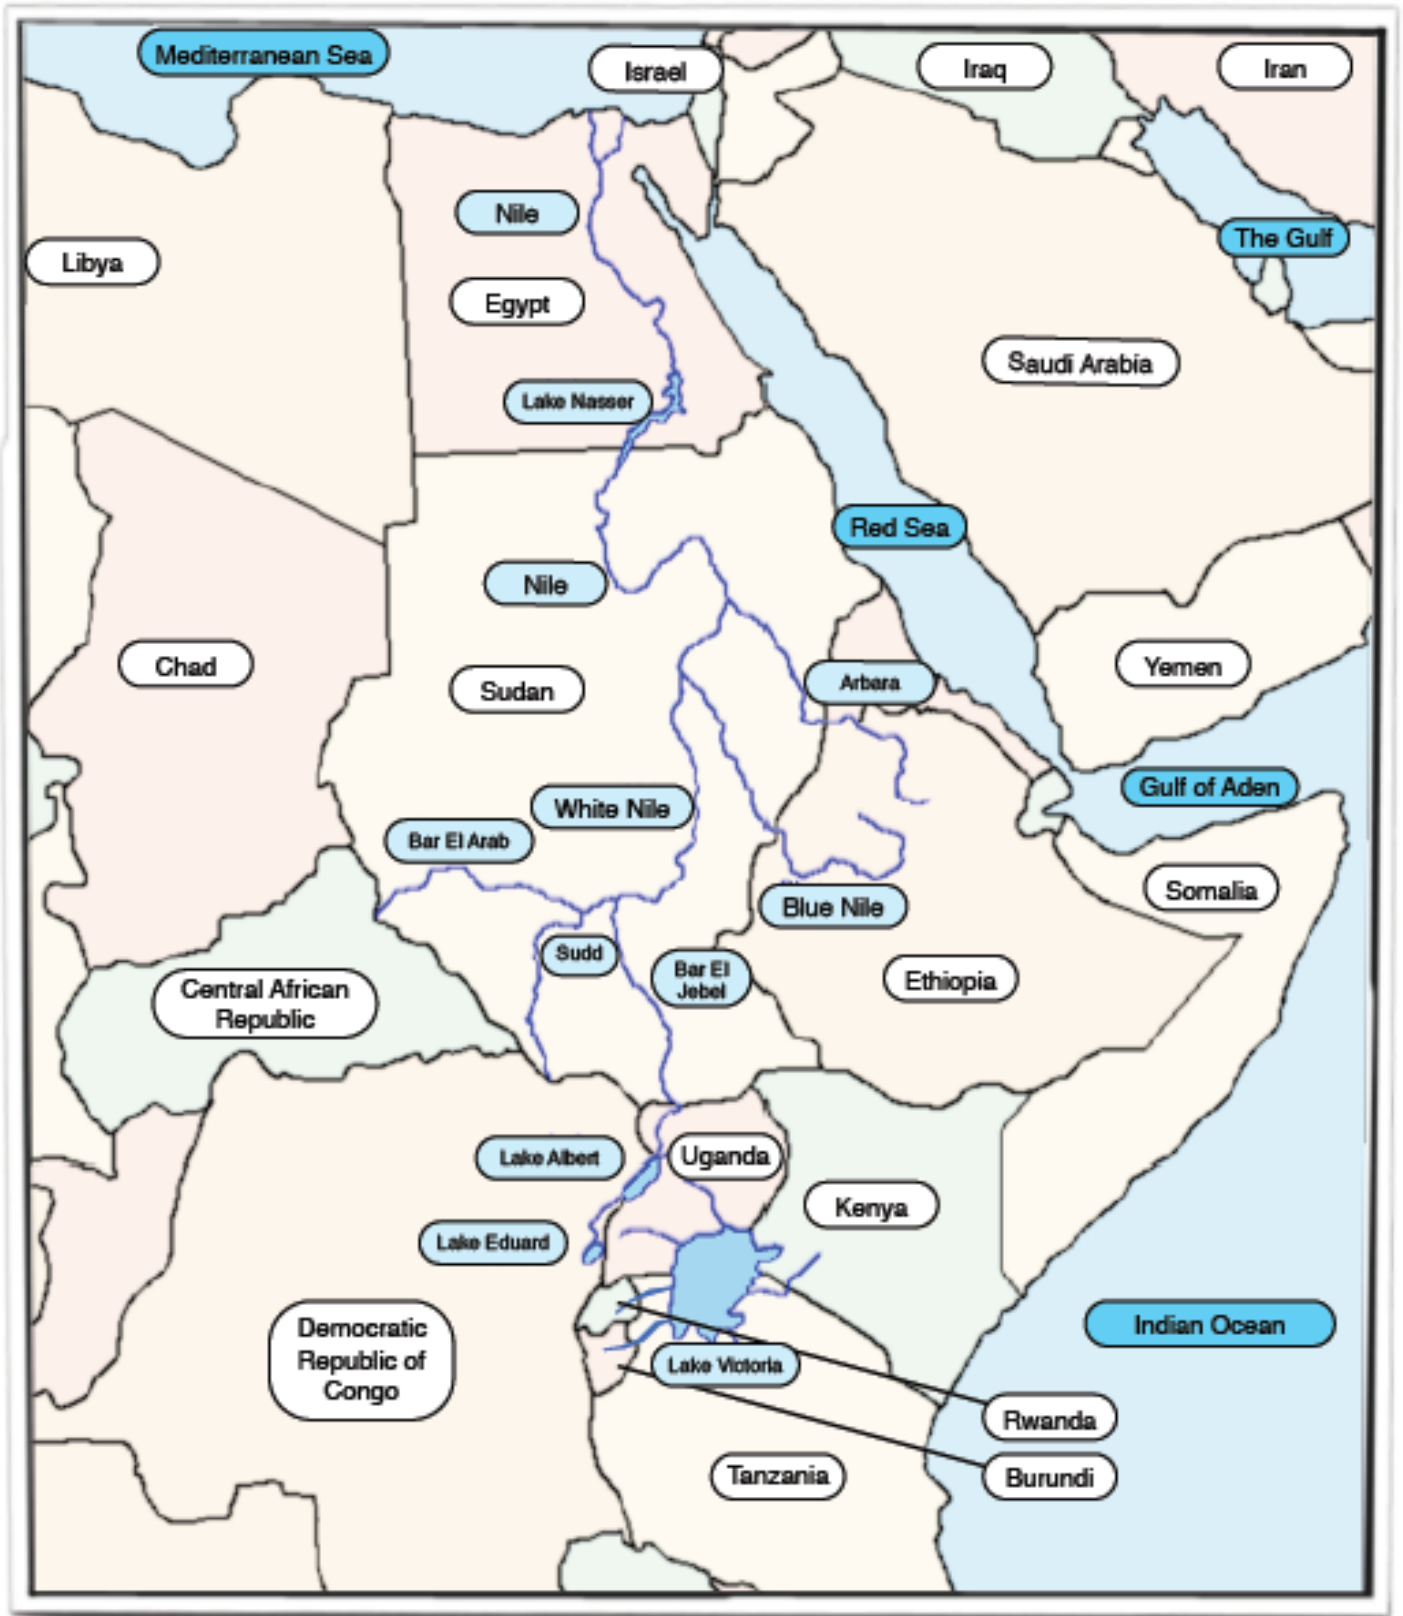 Mediterranean Sea
Israel
Iraq
Iran
Nile
The Gulf
Libya
Egypt
Saudi Arabia
Lake Nasser
Red Sea
Nile
Chad
Sudan
Arbara
Yemen
Gulf of Aden
White Nile
Bar El Arab
Somalia
Blue Nile
Sudd
Bar El
Jebel
Ethiopia
Central African
Republic
Lake Albert
Uganda
Kenya
Lake Eduard
Indian Ocean
Democratic
Republic of
Congo
Lake Victoria
Rwanda
Tanzania
Burundi